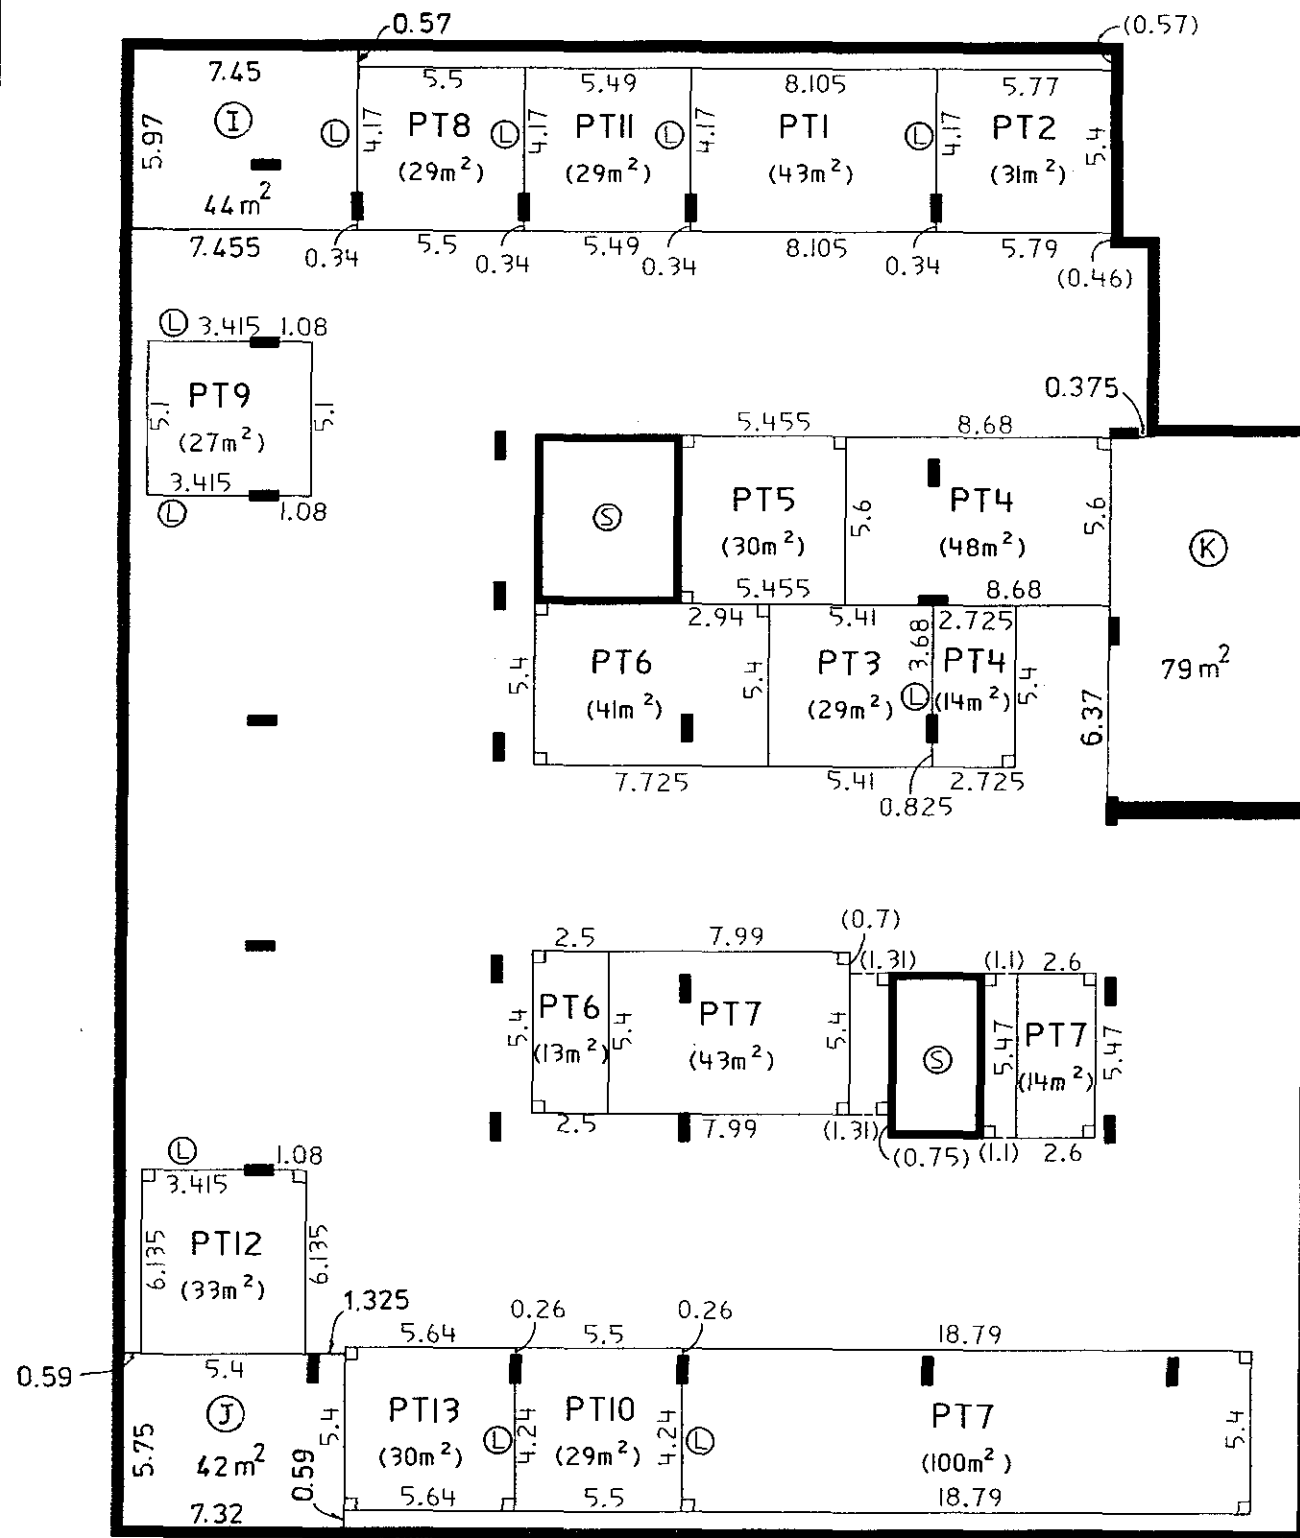 0.57
(0.57)
7.45
5.5
5.49
8.105
5.77
5.97
I
L
4.17
PT8
L
4.17
PT11
L
4.17
PT1
L
4.17
PT2
5.4
(29m²)
(29m²)
(43m²)
(31m²)
44m²
7.455
0.34
5.5
0.34
5.49
0.34
8.105
0.34
5.79
(0.46)
L
3.415
1.08
0.375
PT9
5.1
5.1
(27m²)
3.415
L
1.08
5.455
8.68
S
PT5
5.6
PT4
5.6
K
(30m²)
(48m²)
5.455
8.68
2.94
5.41
3.68
2.725
5.4
PT6
5.4
PT3
PT4
5.4
79m²
(41m²)
(29m²)
L
(14m²)
6.37
7.725
5.41
2.725
0.825
(0.7)
2.5
7.99
(1.31)
(1.1)
2.6
5.4
PT6
5.4
PT7
5.4
S
5.47
PT7
5.47
(13m²)
(43m²)
(14m²)
2.5
7.99
(1.31)
(0.75)
(1.1)
2.6
L
1.08
3.415
6.135
PT12
6.135
(33m²)
1.325
0.26
0.26
0.59
5.4
5.64
5.5
18.79
J
5.4
PT13
PT10
PT7
5.4
5.75
42m²
0.59
(30m²)
L
4.24
(29m²)
4.24
L
(100m²)
7.32
5.64
5.5
18.79